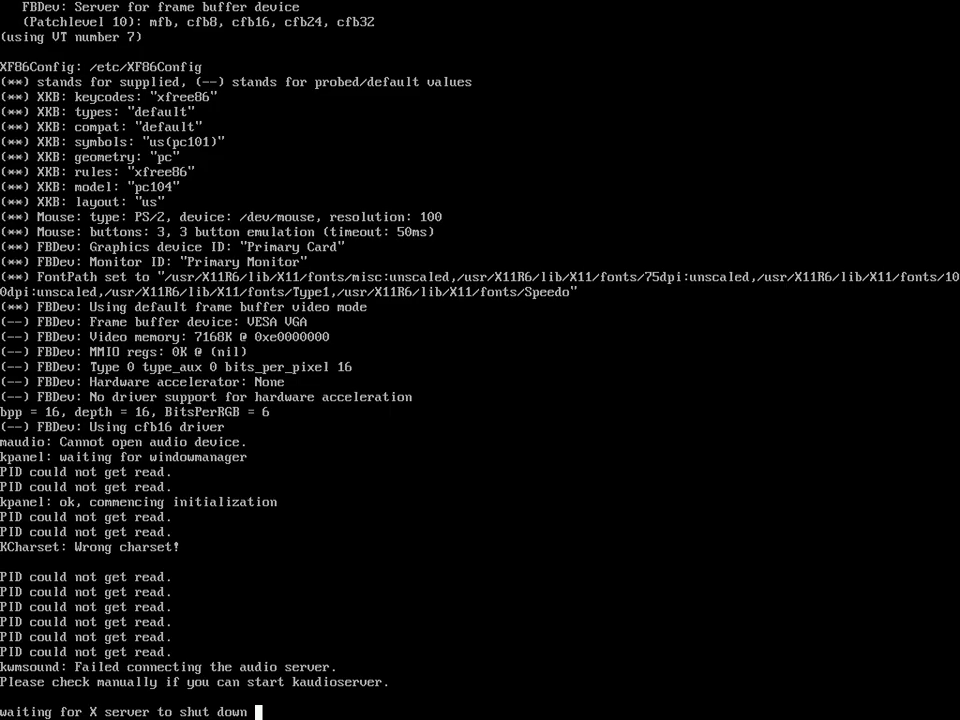 FBDev: Server for frame buffer device
(Patchlevel 10): mfb, cfb8, cfb16, cfb24, cfb32
(using VT number 7)
XF86Config: /etc/XF86Config
(**) stands for supplied, (--) stands for probed/default values
(**) XKB: keycodes: "xfree86"
(**) XKB: types: "default"
(**) XKB: compat: "default"
(**) XKB: symbols: "us(pc101)"
(**) XKB: geometry: "pc"
(**) XKB: rules: "xfree86"
(**) XKB: model: "pc104"
(**) XKB: layout: "us"
(**) Mouse: type: PS/2, device: /dev/mouse, resolution: 100
(**) Mouse: buttons: 3, 3 button emulation (timeout: 50ms)
(**) FBDev: Graphics device ID: "Primary Card"
(**) FBDev: Monitor ID: "Primary Monitor"
(**) FontPath set to "/usr/X11R6/lib/X11/fonts/misc:unscaled,/usr/X11R6/lib/X11/fonts/75dpi:unscaled,/usr/X11R6/lib/X11/fonts/10
0dpi:unscaled,/usr/X11R6/lib/X11/fonts/Type1,/usr/X11R6/lib/X11/fonts/Speedo"
(**) FBDev: Using default frame buffer video mode
(--) FBDev: Frame buffer device: VESA VGA
(--) FBDev: Video memory: 7168K @ 0xe0000000
(--) FBDev: MMIO regs: 0K @ (nil)
(--) FBDev: Type 0 type_aux 0 bits_per_pixel 16
(--) FBDev: Hardware accelerator: None
(--) FBDev: No driver support for hardware acceleration
bpp = 16, depth = 16, BitsPerRGB = 6
(--) FBDev: Using cfb16 driver
maudio: Cannot open audio device.
kpanel: waiting for windowmanager
PID could not get read.
PID could not get read.
kpanel: ok, commencing initialization
PID could not get read.
PID could not get read.
KCharset: Wrong charset!
PID could not get read.
PID could not get read.
PID could not get read.
PID could not get read.
PID could not get read.
PID could not get read.
kwmsound: Failed connecting the audio server.
Please check manually if you can start kaudioserver.
waiting for X server to shut down